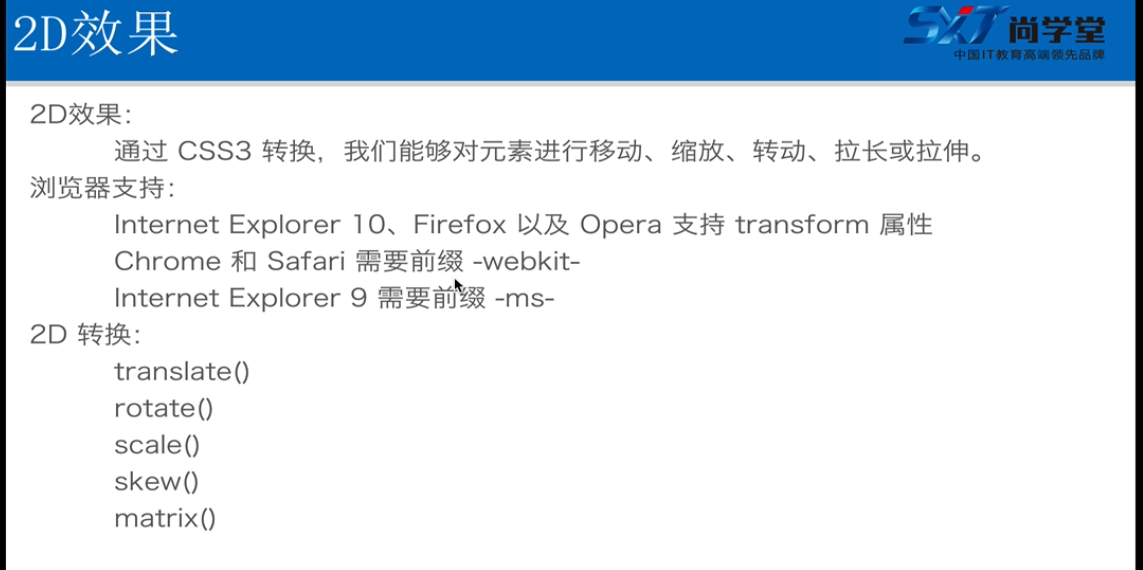 2D效果
SXT 尚学堂
中国IT教育高端领先品牌
2D效果:
通过 CSS3 转换，我们能够对元素进行移动、缩放、转动、拉长或拉伸。
浏览器支持:
Internet Explorer 10、Firefox 以及 Opera 支持 transform 属性
Chrome 和 Safari 需要前缀 -webkit-
Internet Explorer 9 需要前缀 -ms-
2D 转换:
translate()
rotate()
scale()
skew()
matrix()